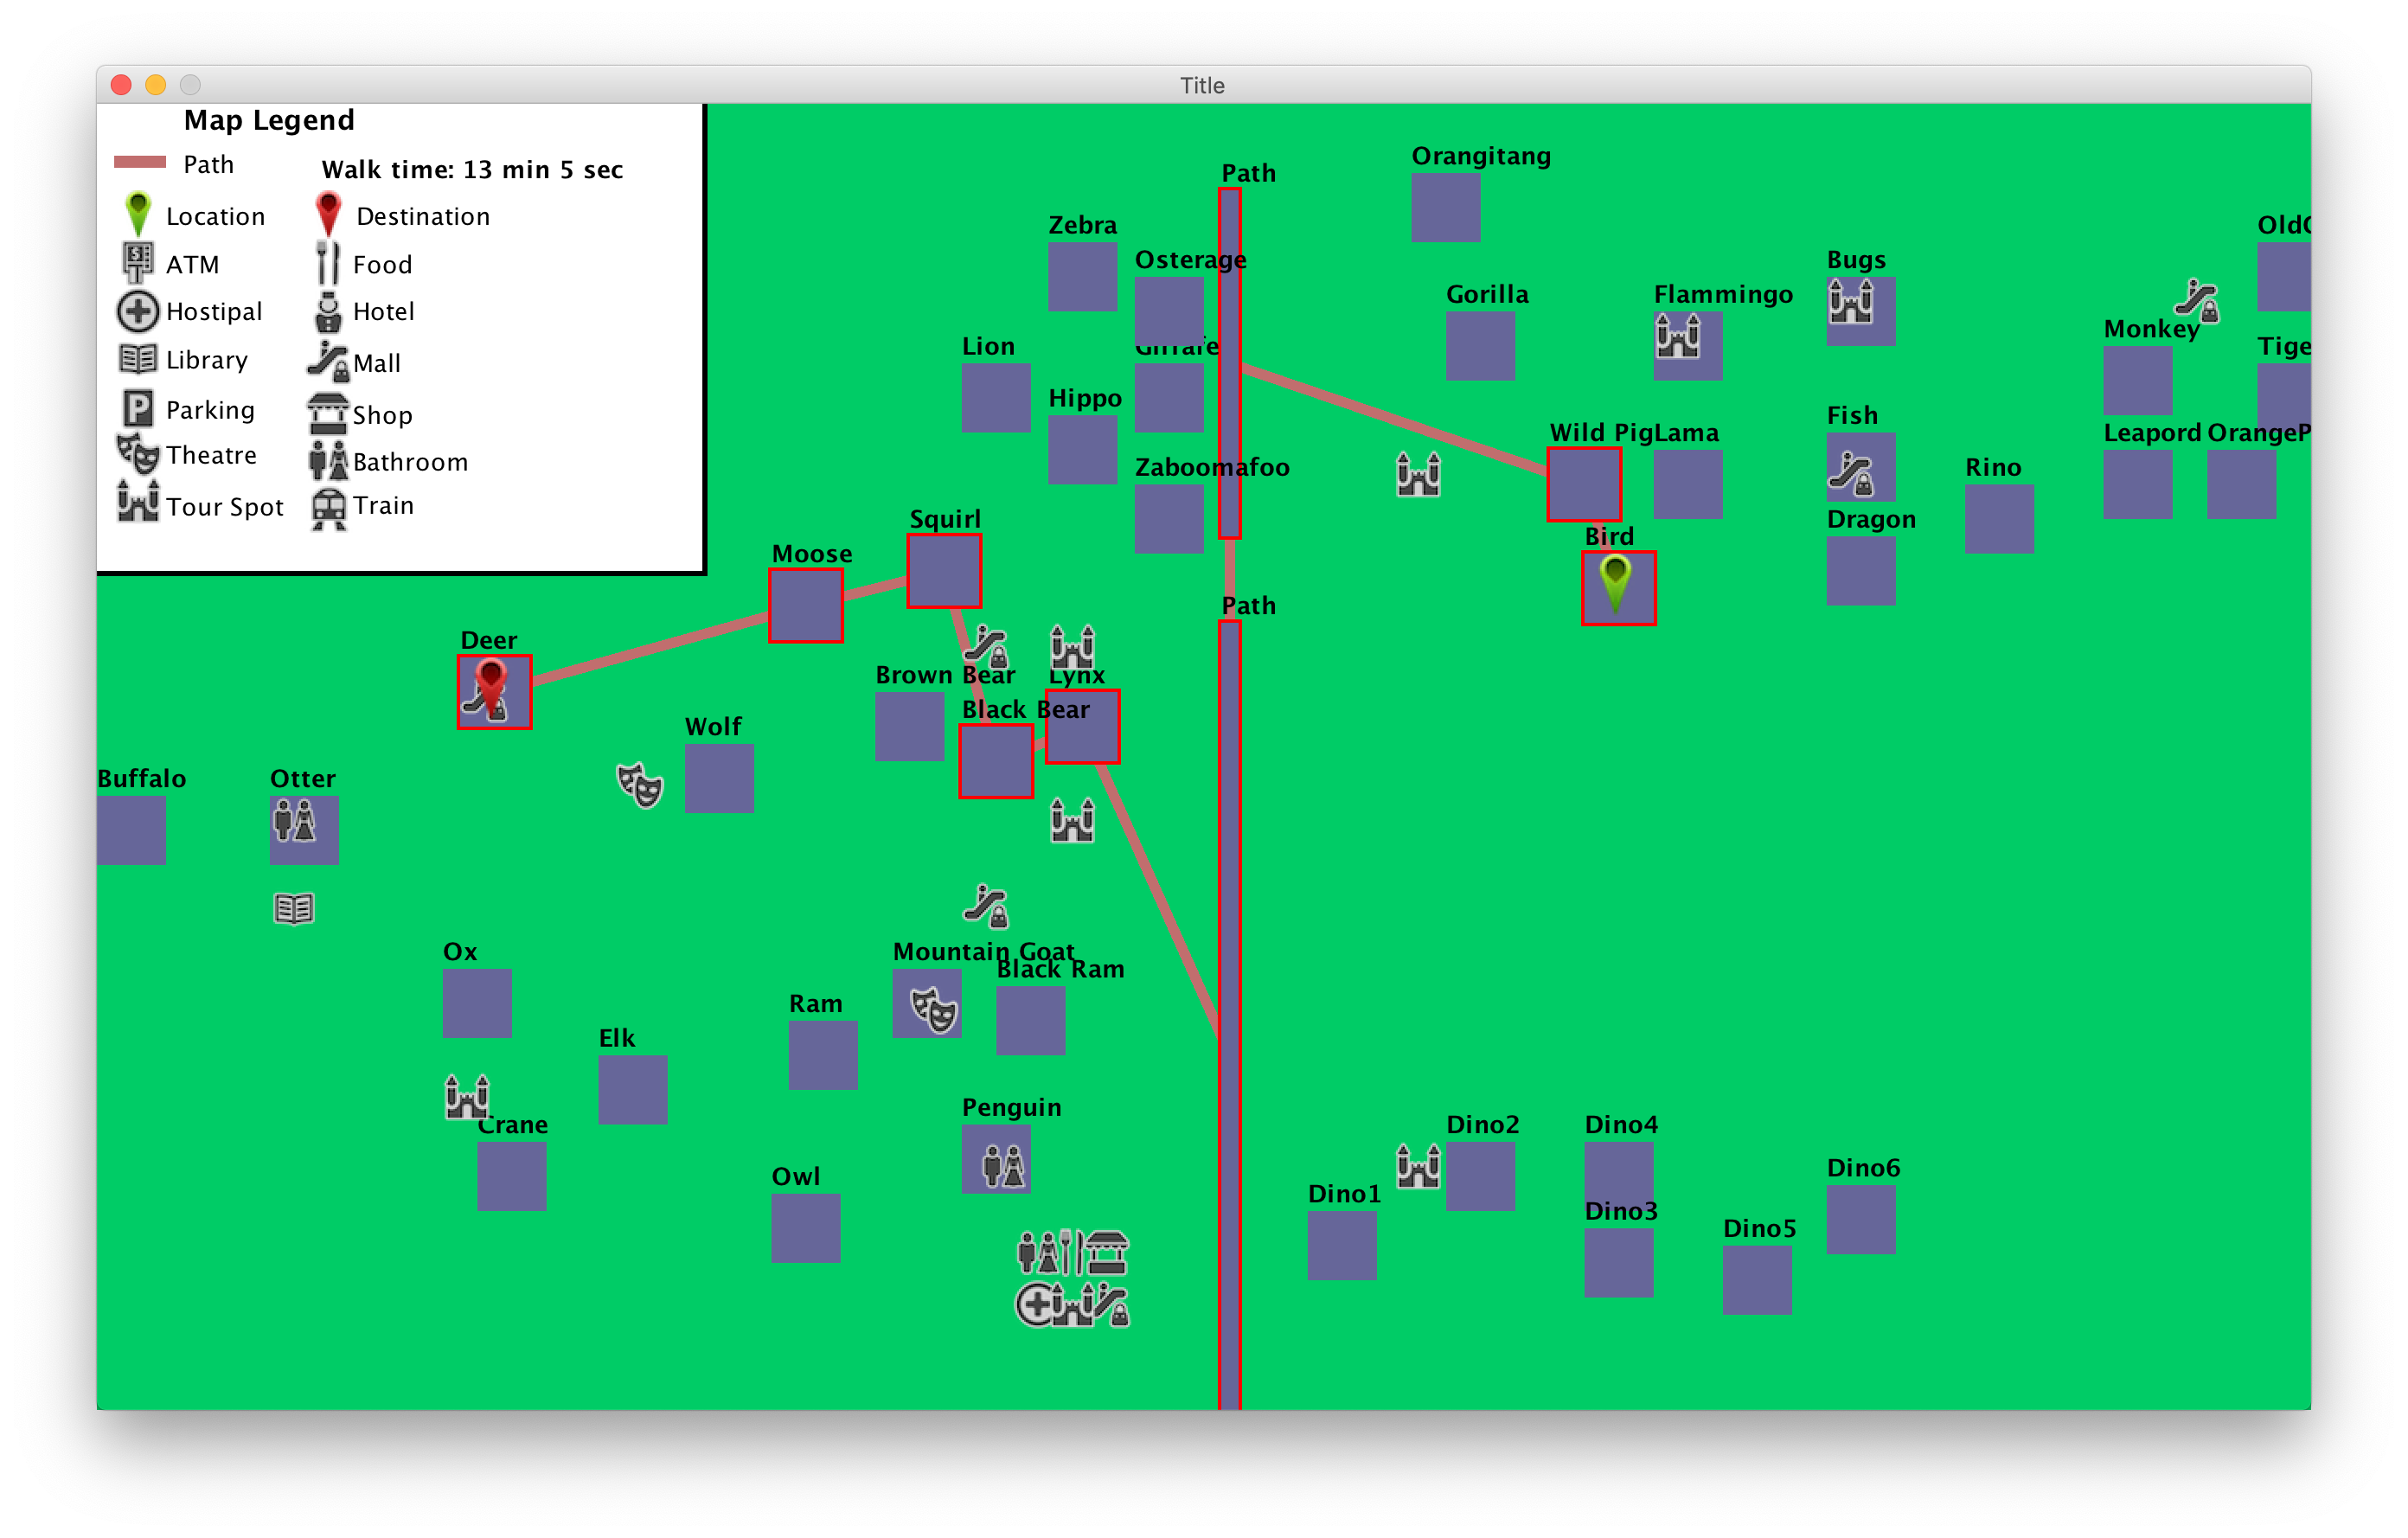 Title
Map Legend
Path
Walk time: 13 min 5 sec
Location
Destination
ATM
Food
Hostipal
Hotel
Library
Mall
Parking
Shop
Theatre
Bathroom
Tour Spot
Train
Orangitang
Path
Zebra
OldC
Osterage
Bugs
Gorilla
Flammingo
Monkey
Lion
Girrafe
Tige
Hippo
Fish
Wild Pig
Lama
Leapord
OrangeP
Zaboomafoo
Rino
Squirl
Dragon
Bird
Moose
Path
Deer
Brown Bear
Lynx
Black Bear
Wolf
Buffalo
Otter
Ox
Mountain Goat
Black Ram
Ram
Elk
Penguin
Crane
Dino2
Dino4
Owl
Dino6
Dino1
Dino3
Dino5